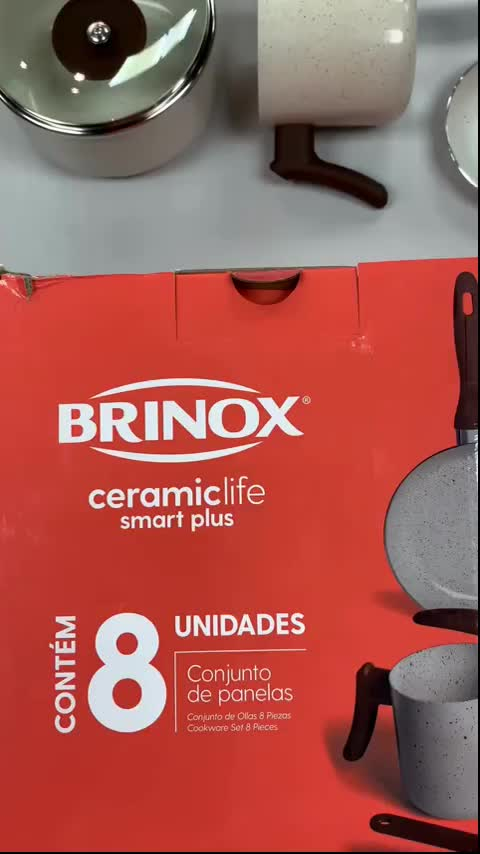 BRINOX®
ceramiclife
smart plus
CONTÉM
8
UNIDADES
Conjunto
de panelas
Conjunto de Ollas 8 Piezas
Cookware Set 8 Pieces